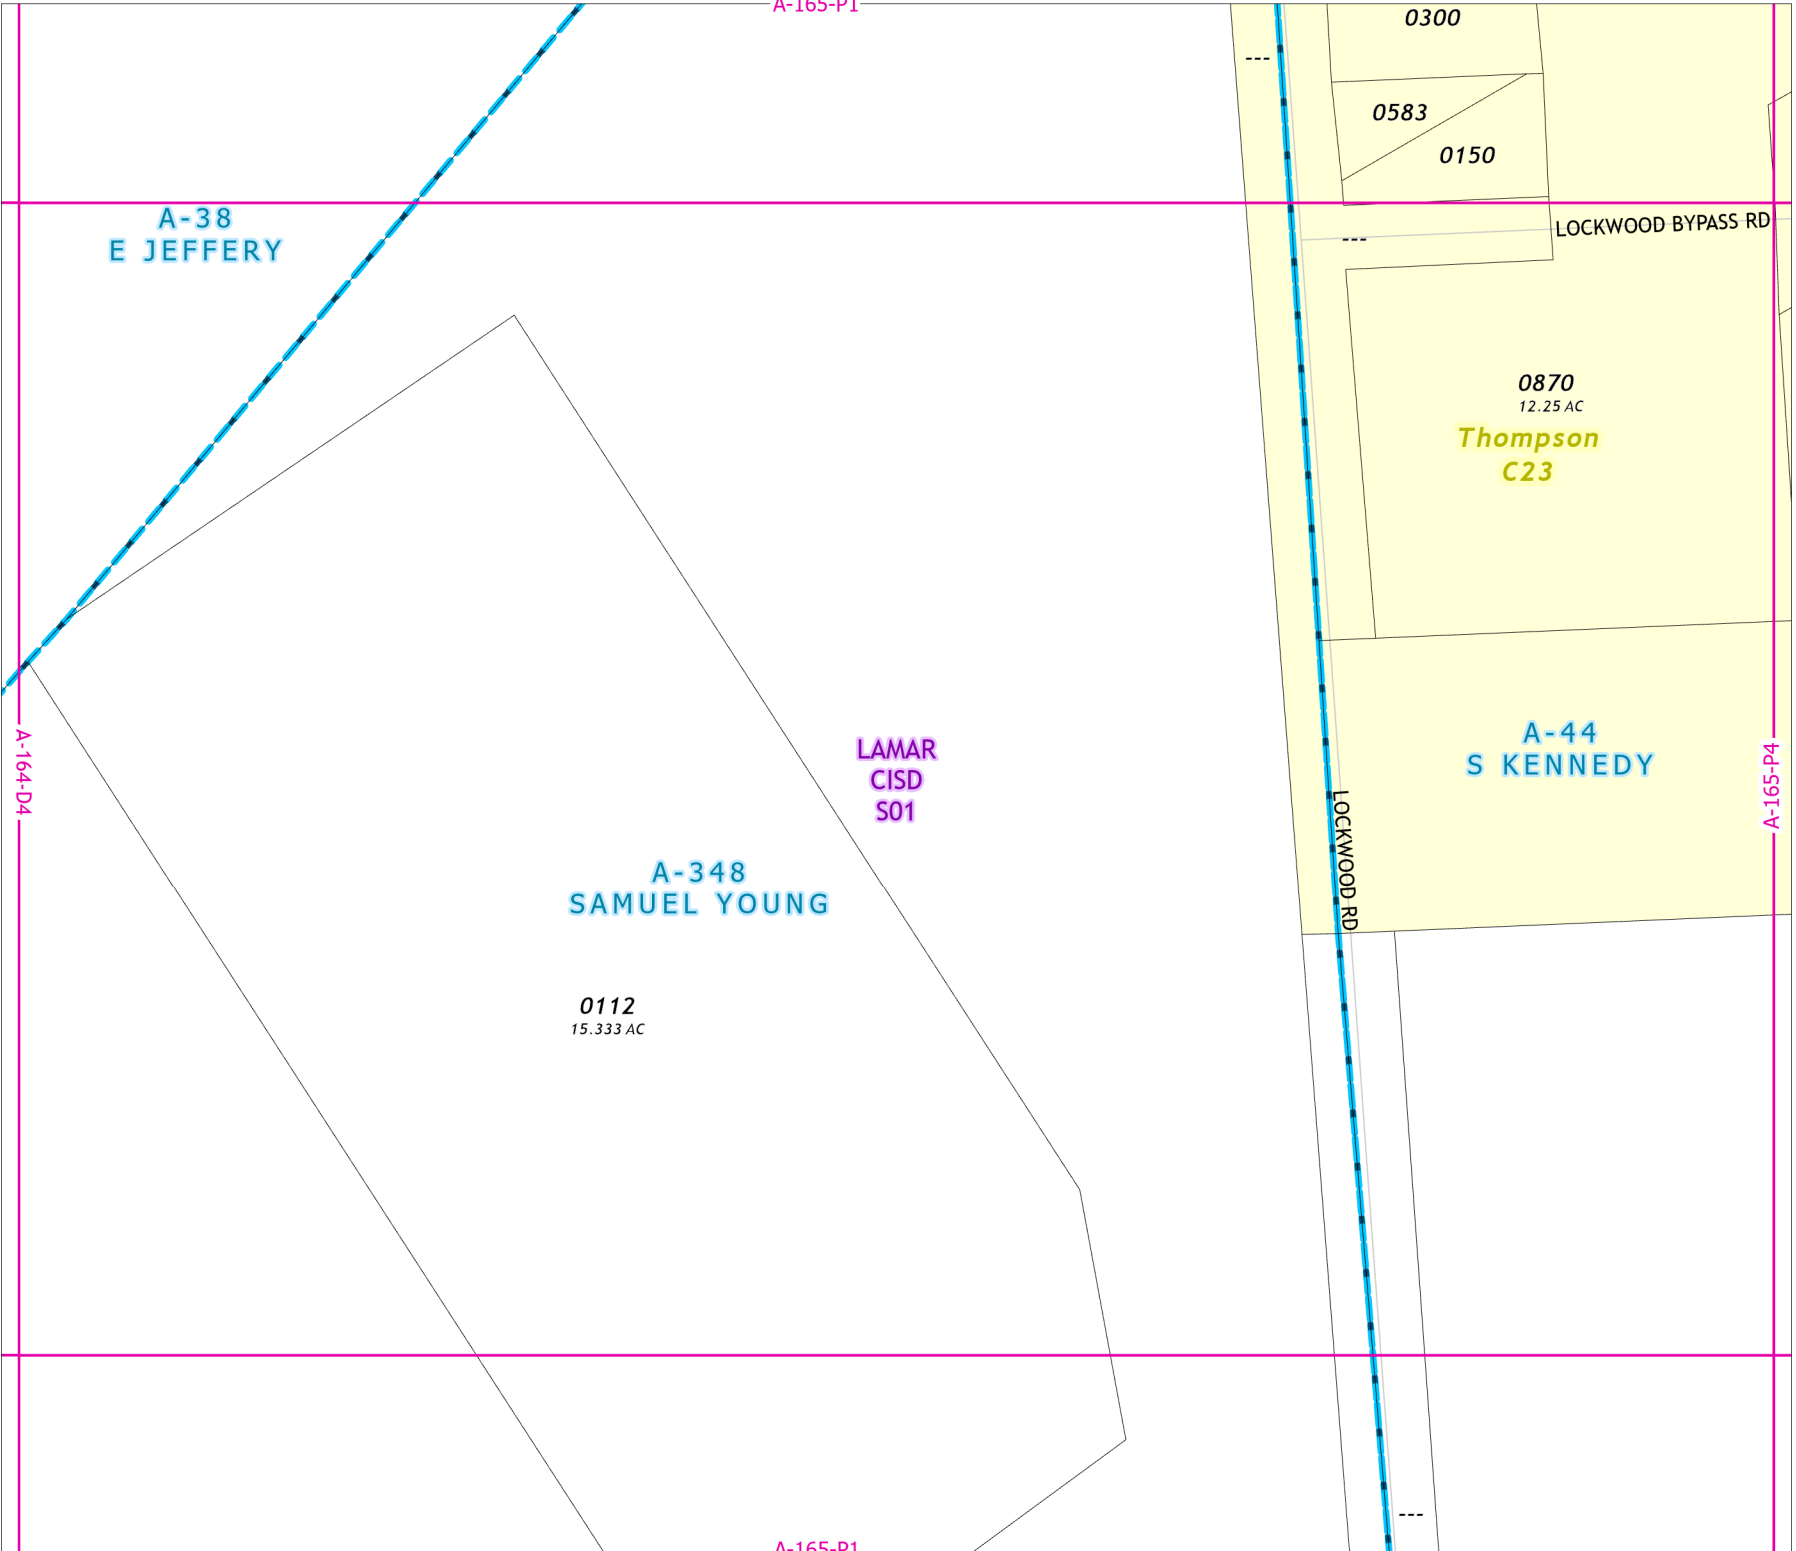 A-165-P1
0300
---
0583
0150
A-38
E JEFFERY
LOCKWOOD BYPASS RD
---
0870
12.25 AC
Thompson
C23
A-164-D4
LAMAR
CISD
S01
A-44
S KENNEDY
A-165-P4
LOCKWOOD RD
A-348
SAMUEL YOUNG
0112
15.333 AC
---
A-165-P1